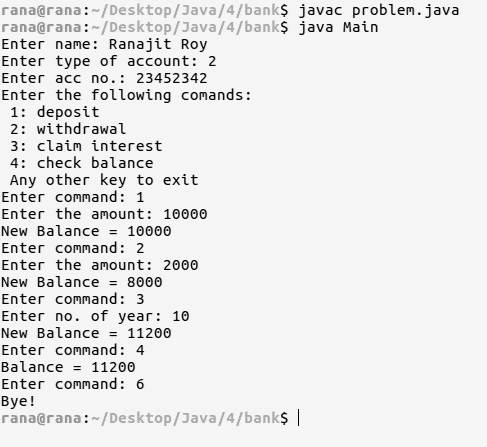 rana@rana:~/Desktop/Java/4/bank$ javac problem.java
rana@rana:~/Desktop/Java/4/bank$ java Main
Enter name: Ranajit Roy
Enter type of account: 2
Enter acc no.: 23452342
Enter the following comands:
 1: deposit
 2: withdrawal
 3: claim interest
 4: check balance
 Any other key to exit
Enter command: 1
Enter the amount: 10000
New Balance = 10000
Enter command: 2
Enter the amount: 2000
New Balance = 8000
Enter command: 3
Enter no. of year: 10
New Balance = 11200
Enter command: 4
Balance = 11200
Enter command: 6
Bye!
rana@rana:~/Desktop/Java/4/bank$